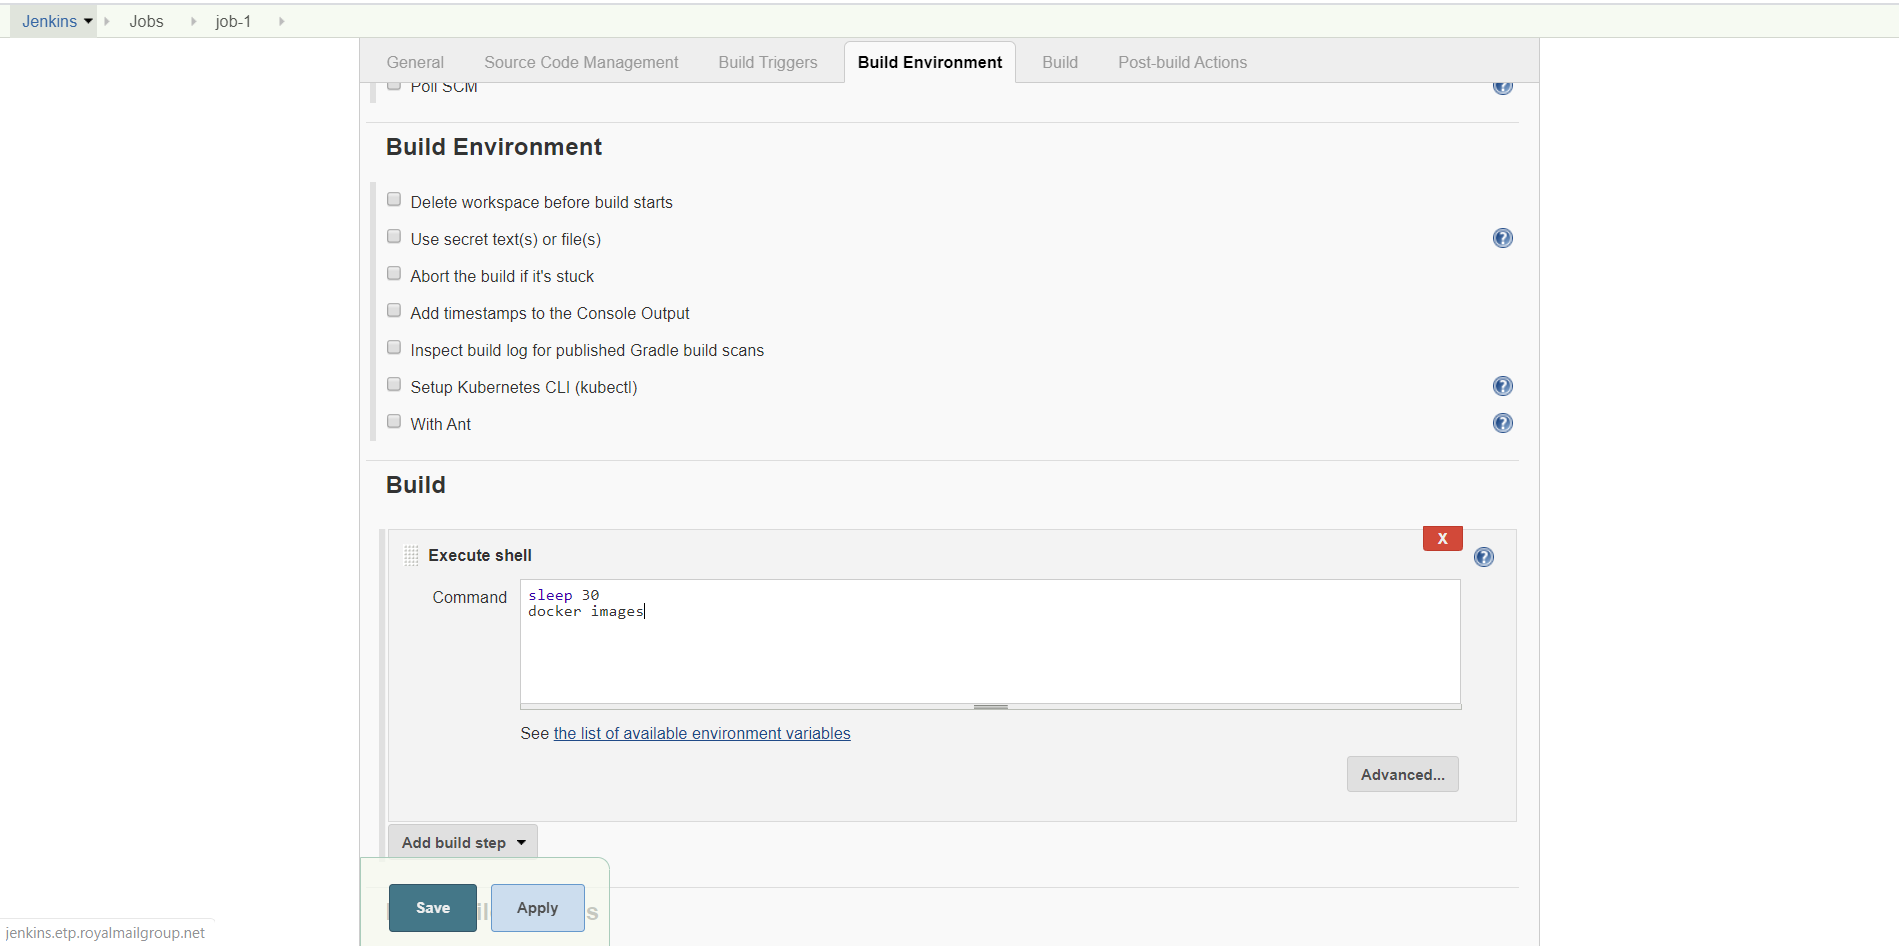 Jenkins Jobs job-1
General Source Code Management Build Triggers Build Environment Build Post-build Actions
Poll SCM
Build Environment
Delete workspace before build starts
Use secret text(s) or file(s)
Abort the build if it's stuck
Add timestamps to the Console Output
Inspect build log for published Gradle build scans
Setup Kubernetes CLI (kubectl)
With Ant
Build
X
Execute shell
Command
sleep 30
docker images
See the list of available environment variables
Advanced...
Add build step
Save Apply
jenkins.etp.royalmailgroup.net